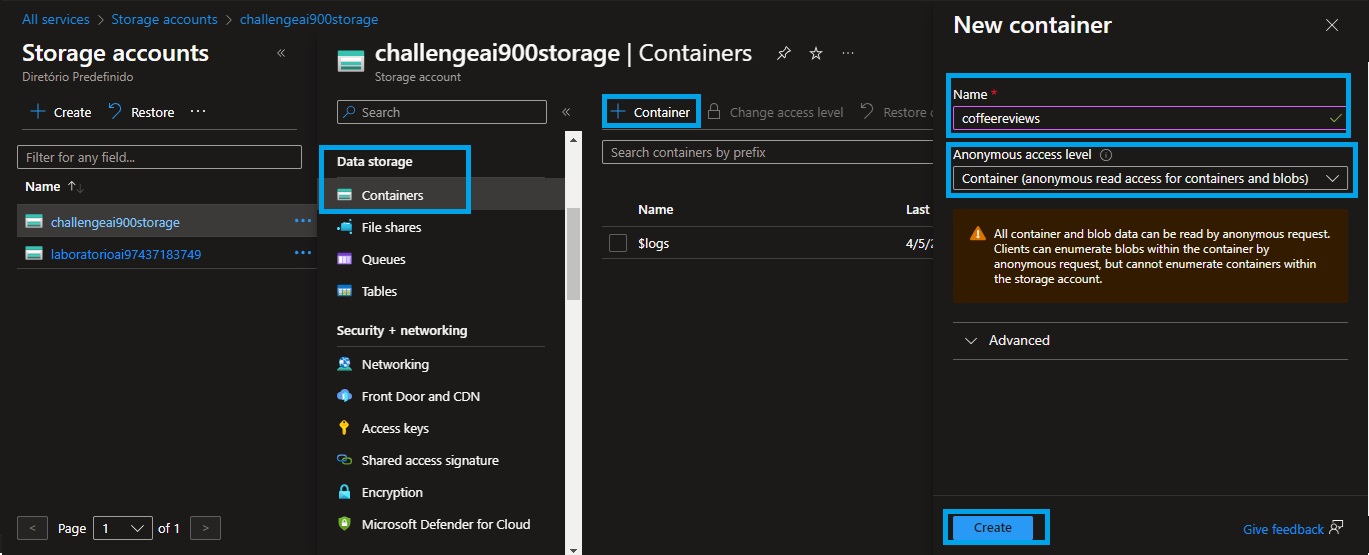 All services > Storage accounts > challengeai900storage
Storage accounts
Diretório Predefinido
Create Restore ...
Filter for any field...
Name
challengeai900storage ...
laboratorioai97437183749 ...
< Page 1 of 1 >
challengeai900storage | Containers ...
Storage account
Search
Data storage
Containers
File shares
Queues
Tables
Security + networking
Networking
Front Door and CDN
Access keys
Shared access signature
Encryption
Microsoft Defender for Cloud
+ Container Change access level Restore c
Search containers by prefix
Name Last
$logs 4/5/2
New container
Name *
coffeereviews
Anonymous access level
Container (anonymous read access for containers and blobs)
All container and blob data can be read by anonymous request.
Clients can enumerate blobs within the container by
anonymous request, but cannot enumerate containers within
the storage account.
Advanced
Create Give feedback